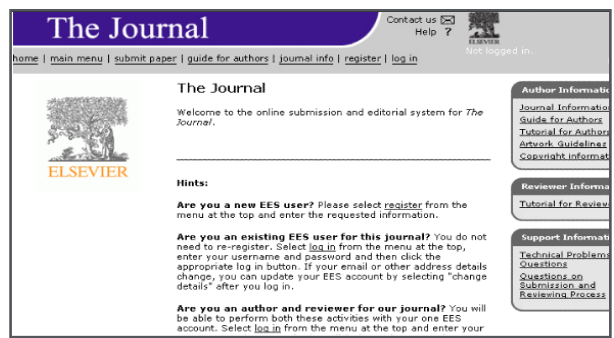 The Journal
Contact us
Help ?
ELSEVIER
Not logged in.
home | main menu | submit paper | guide for authors | journal info | register | log in
ELSEVIER
The Journal
Welcome to the online submission and editorial system for The
Journal.
Hints:
Are you a new EES user? Please select register from the
menu at the top and enter the requested information.
Are you an existing EES user for this journal? You do not
need to re-register. Select log in from the menu at the top,
enter your username and password and then click the
appropriate log in button. If your email or other address details
change, you can update your EES account by selecting "change
details" after you log in.
Are you an author and reviewer for our journal? You will
be able to perform both these activities with your one EES
account. Select log in from the menu at the top and enter your
Author Informatio
Journal Informatio
Guide for Authors
Tutorial for Author
Artwork Guidelines
Copyright informat
Reviewer Informa
Tutorial for Review
Support Informati
Technical Problems
Questions
Questions on
Submission and
Reviewing Process